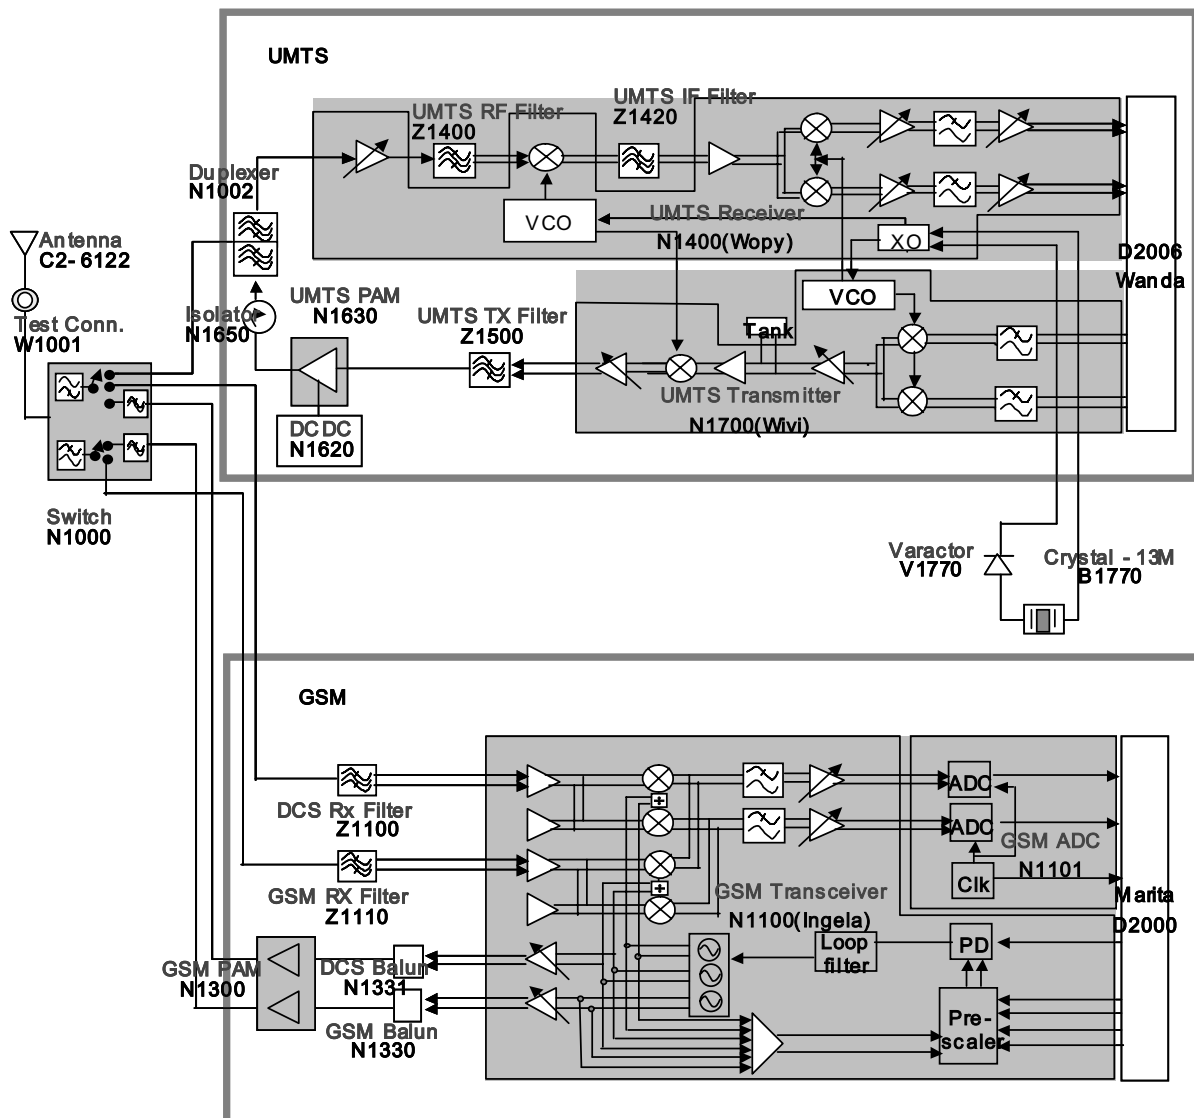 UMTS
UMTS RF Filter
Z1400
UMTS IF Filter
Z1420
Duplexer
N1002
VCO
UMTS Receiver
N1400(Wopy)
XO
D2006
Wanda
Antenna
C2-6122
Test Conn.
W1001
Isolator
N1650
UMTS PAM
N1630
UMTS TX Filter
Z1500
VCO
Tank
UMTS Transmitter
N1700(Wivi)
DCDC
N1620
Switch
N1000
Varactor
V1770
Crystal - 13M
B1770
GSM
DCS Rx Filter
Z1100
GSM RX Filter
Z1110
ADC
ADC
GSM ADC
N1101
Clk
GSM Transceiver
N1100(Ingela)
Marita
D2000
Loop
filter
PD
GSM PAM
N1300
DCS Balun
N1331
GSM Balun
N1330
Pre-
scaler